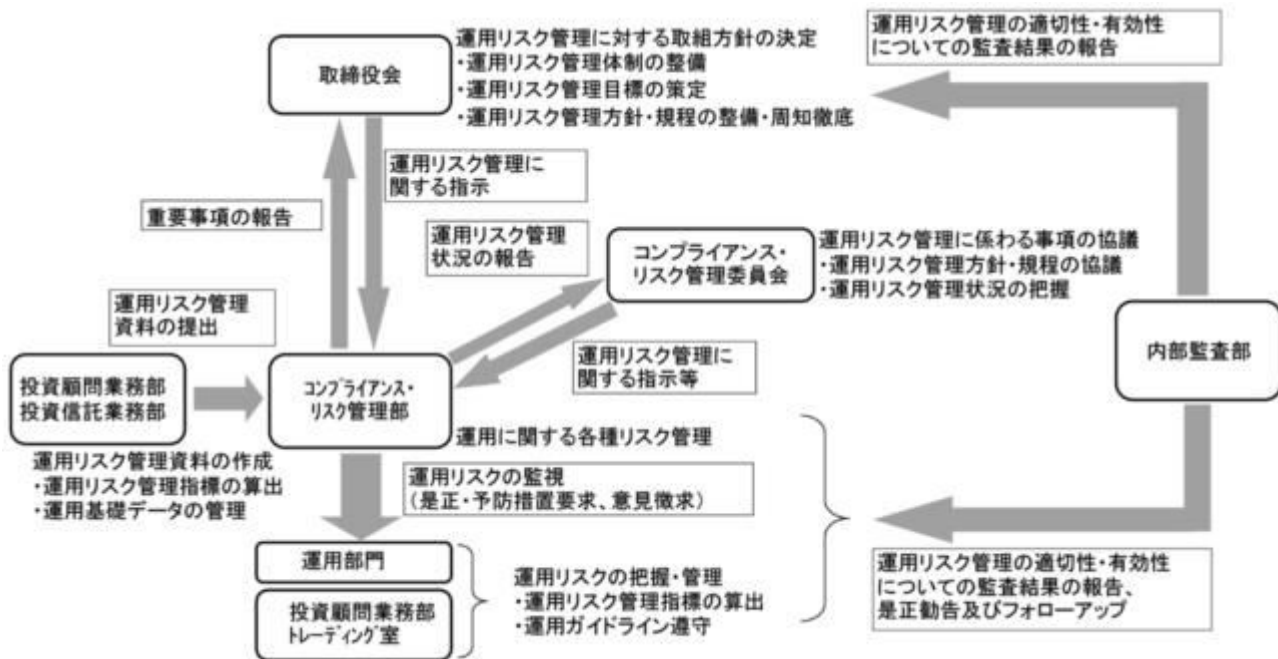 取締役会
運用リスク管理に対する取組方針の決定
・運用リスク管理体制の整備
・運用リスク管理目標の策定
・運用リスク管理方針・規程の整備・周知徹底
運用リスク管理の適切性・有効性
についての監査結果の報告
運用リスク管理に
関する指示
重要事項の報告
運用リスク管理
状況の報告
コンプライアンス・
リスク管理委員会
運用リスク管理に係わる事項の協議
・運用リスク管理方針・規程の協議
・運用リスク管理状況の把握
運用リスク管理
資料の提出
内部監査部
運用リスク管理に
関する指示等
投資顧問業務部
投資信託業務部
コンプライアンス・
リスク管理部
運用に関する各種リスク管理
運用リスク管理資料の作成
・運用リスク管理指標の算出
・運用基礎データの管理
運用リスクの監視
(是正・予防措置要求、意見徴求)
運用部門
投資顧問業務部
トレーディング室
運用リスクの把握・管理
・運用リスク管理指標の算出
・運用ガイドライン遵守
運用リスク管理の適切性・有効性
についての監査結果の報告、
是正勧告及びフォローアップ